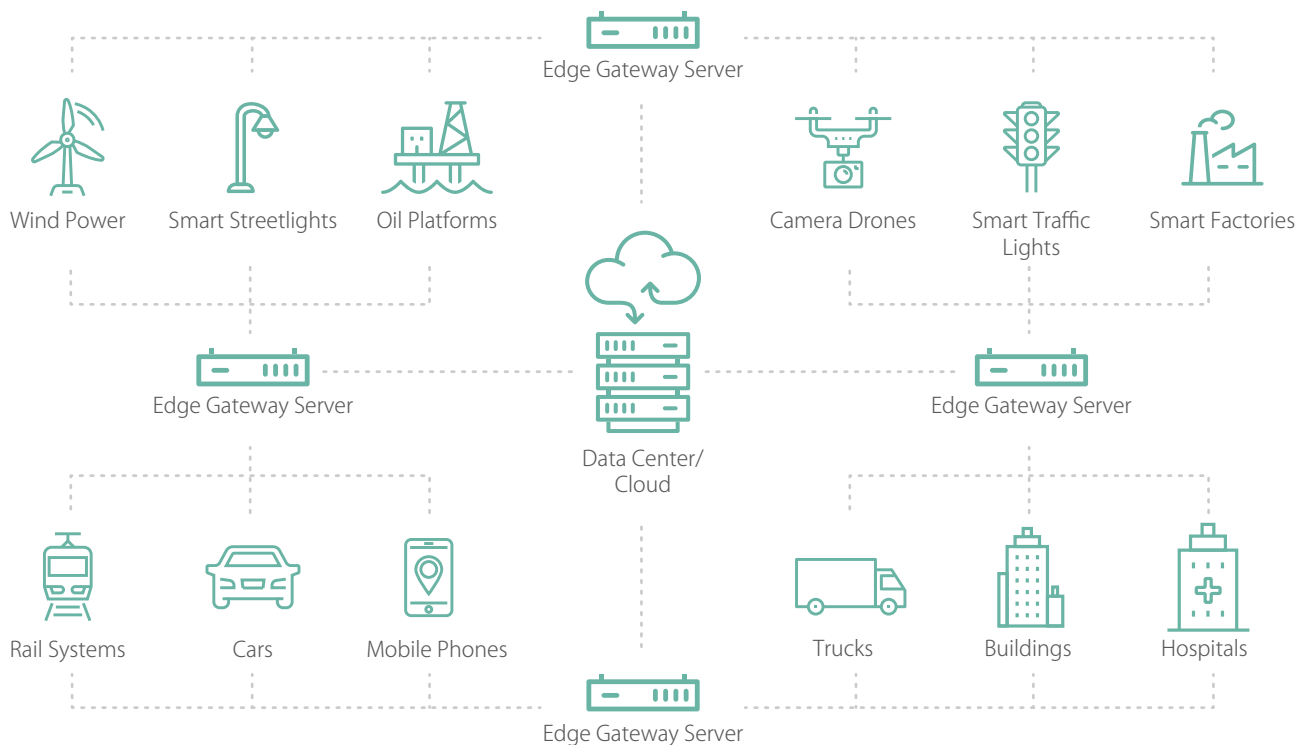 Edge Gateway Server
Wind Power
Smart Streetlights
Oil Platforms
Camera Drones
Smart Traffic
Lights
Smart Factories
Edge Gateway Server
Edge Gateway Server
Data Center/
Cloud
Rail Systems
Cars
Mobile Phones
Trucks
Buildings
Hospitals
Edge Gateway Server